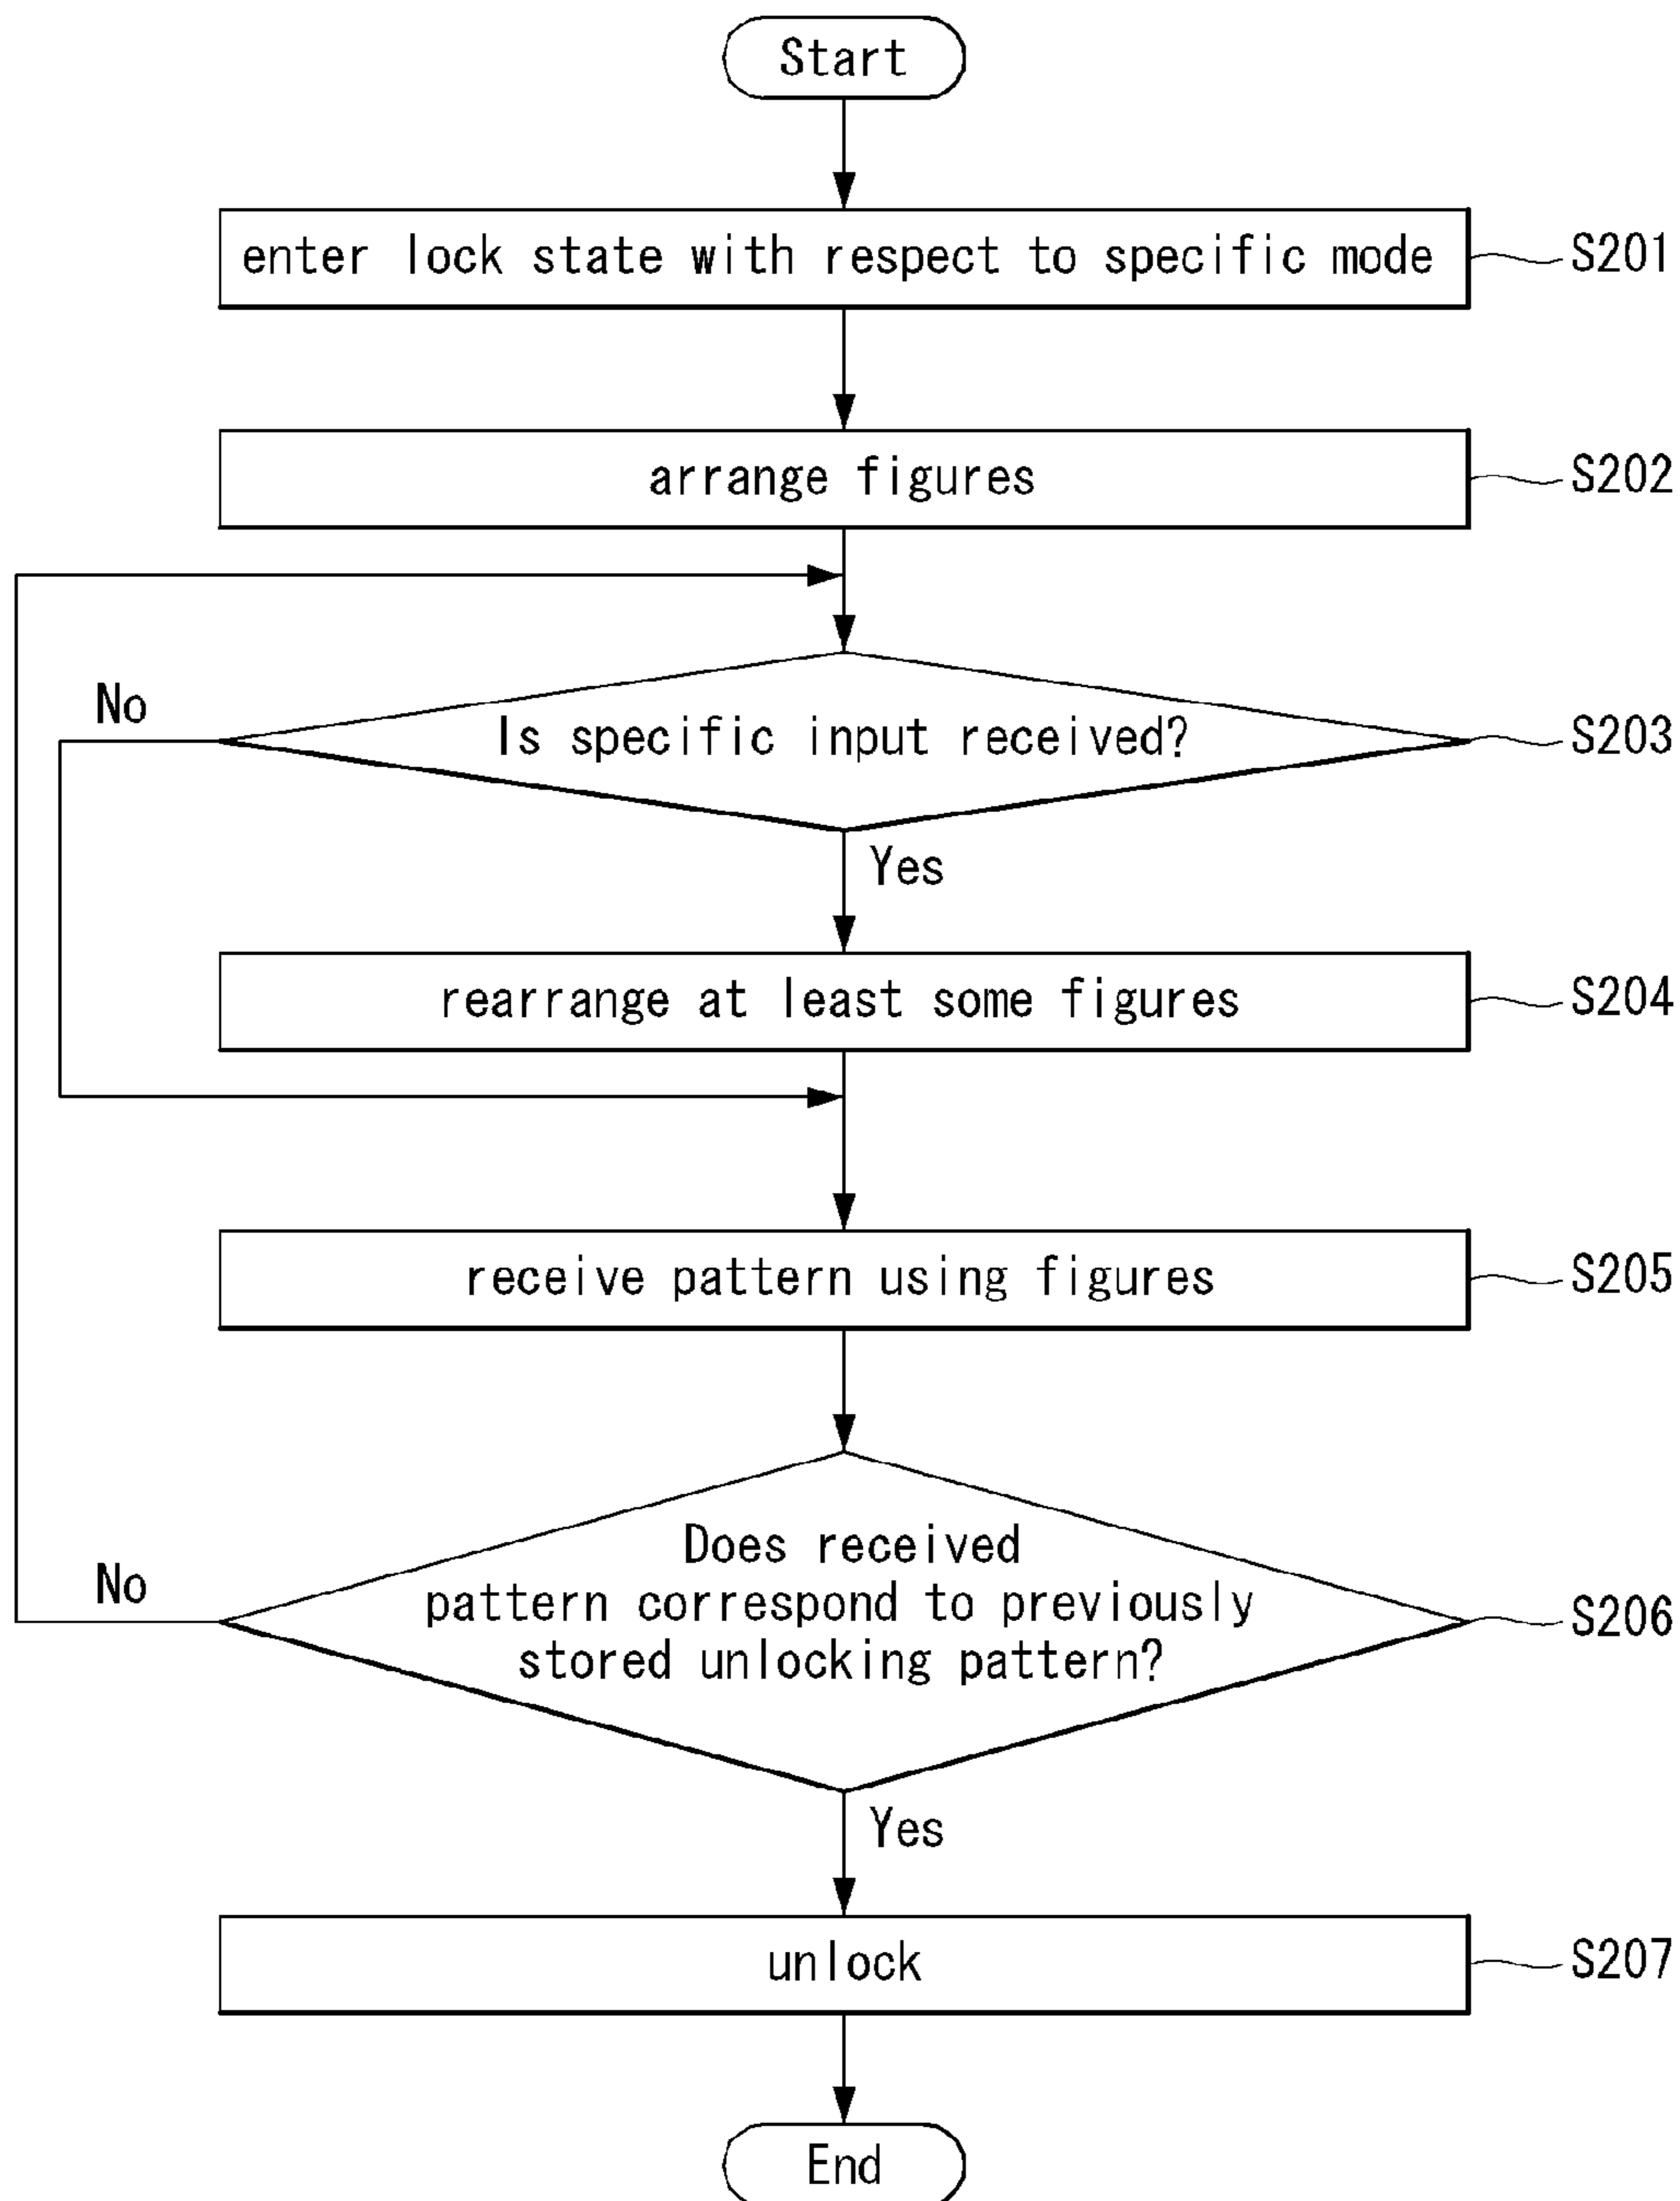 Start
enter lock state with respect to specific mode
S201
arrange figures
S202
No
Is specific input received?
S203
Yes
rearrange at least some figures
S204
receive pattern using figures
S205
Does received
No
pattern correspond to previously
S206
stored unlocking pattern?
Yes
unlock
S207
End